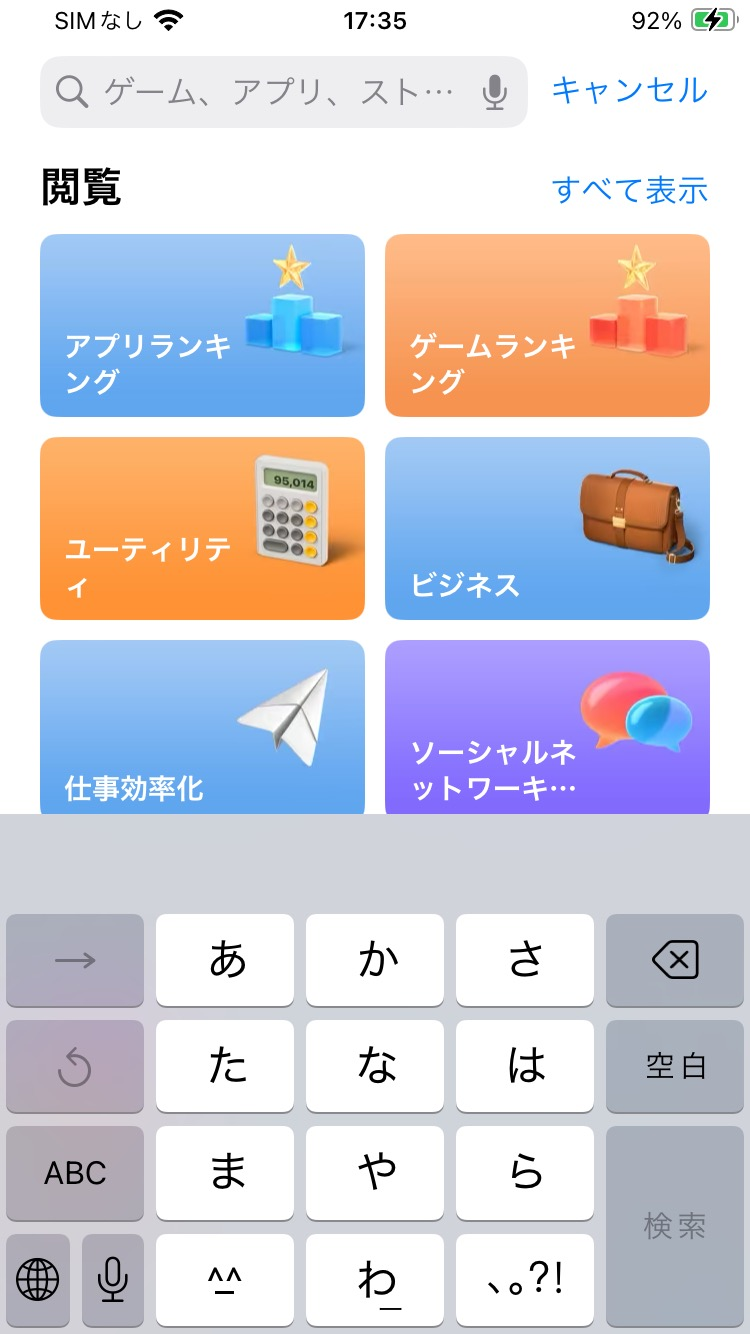 SIMなし 17:35 92%
ゲーム、アプリ、スト… キャンセル
閲覧 すべて表示
アプリランキ
ング
ゲームランキ
ング
95,014
ユーティリテ
ィ
ビジネス
仕事効率化
ソーシャルネ
ットワーキ…
→ あ か さ
た な は 空白
ABC ま や ら
検索
^_^ わ_ 、。?!